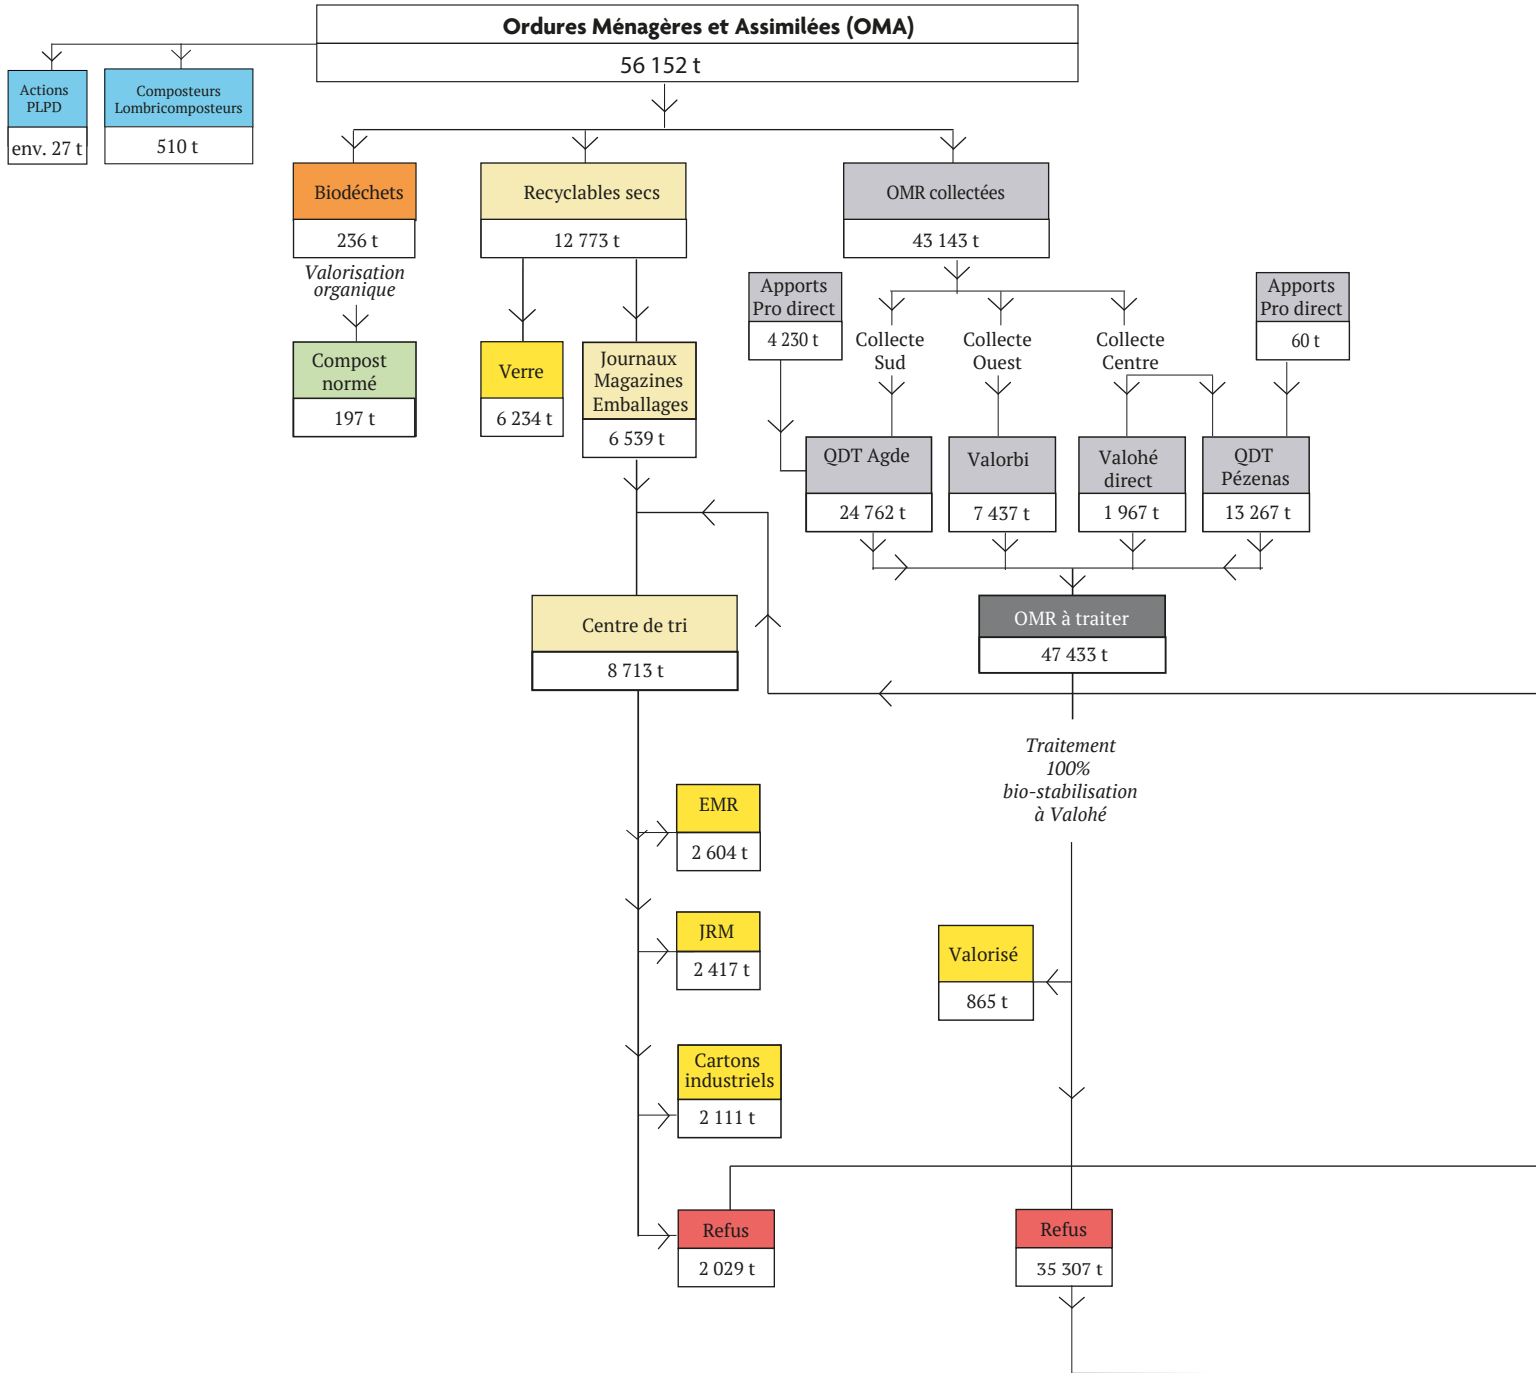 Ordures Ménagères et Assimilées (OMA)
56 152 t
Actions
PLPD
env. 27 t
Composteurs
Lombricomposteurs
510 t
Biodéchets
236 t
Valorisation
organique
Compost
normé
197 t
Recyclables secs
12 773 t
Verre
6 234 t
Journaux
Magazines
Emballages
6 539 t
OMR collectées
43 143 t
Apports
Pro direct
4 230 t
Collecte
Sud
Collecte
Ouest
Collecte
Centre
Apports
Pro direct
60 t
QDT Agde
24 762 t
Valorbi
7 437 t
Valohé
direct
1 967 t
QDT
Pézenas
13 267 t
Centre de tri
8 713 t
OMR à traiter
47 433 t
Traitement
100%
bio-stabilisation
à Valohé
EMR
2 604 t
JRM
2 417 t
Valorisé
865 t
Cartons
industriels
2 111 t
Refus
2 029 t
Refus
35 307 t